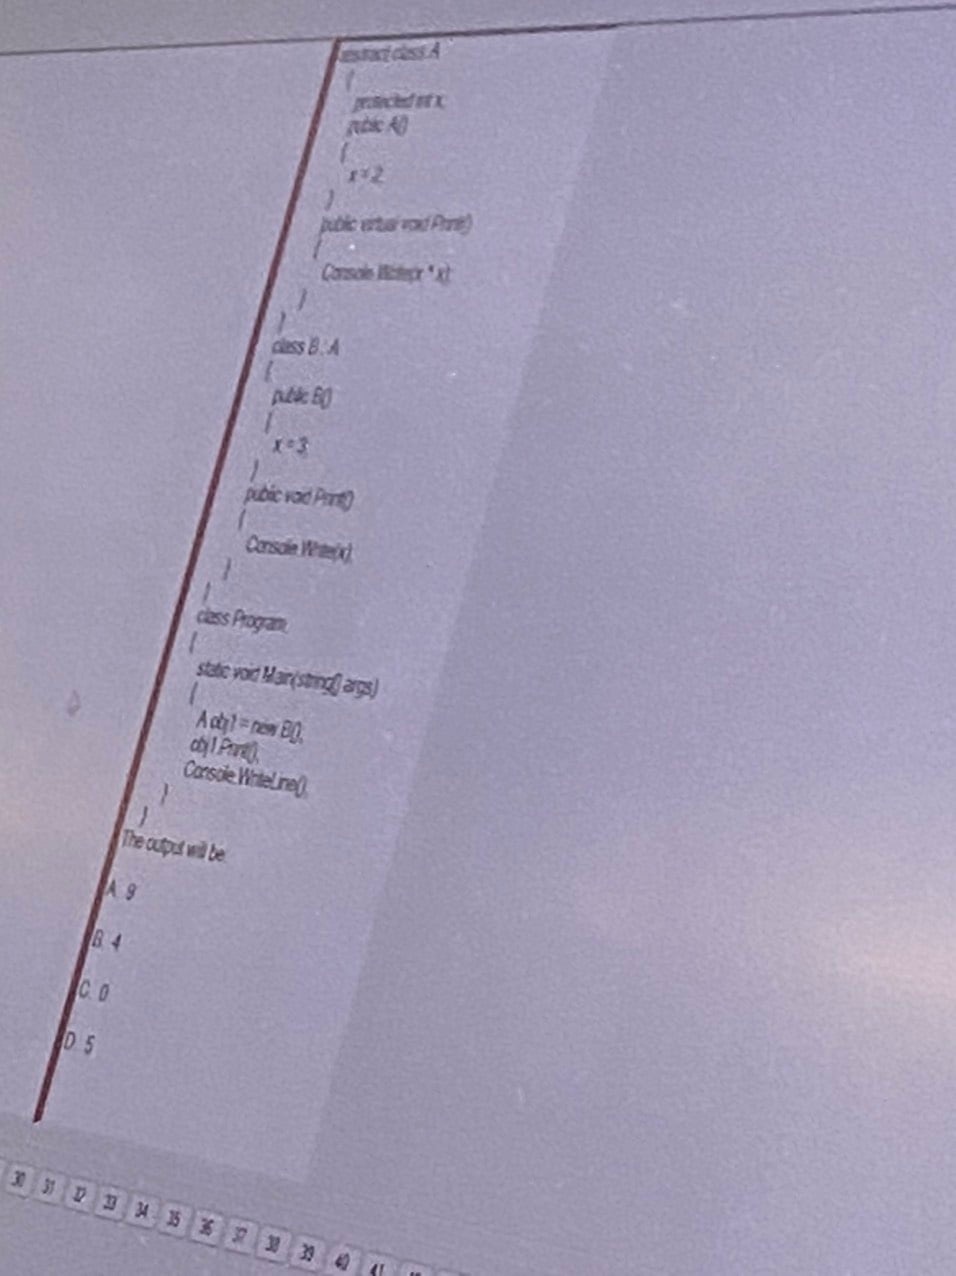 abstract class A
{
protected int x;
public A()
{
x = 2;
}
public virtual void Print()
{
Console.Write(x * x);
}
}
class B : A
{
public B()
{
x = 3;
}
public void Print()
{
Console.Write(x);
}
}
class Program
{
static void Main(string[] args)
{
A obj1 = new B();
obj1.Print();
Console.WriteLine();
}
}
The output will be:
A. 9
B. 4
C. 0
D. 5
30 31 32 33 34 35 36 37 38 39 40 41